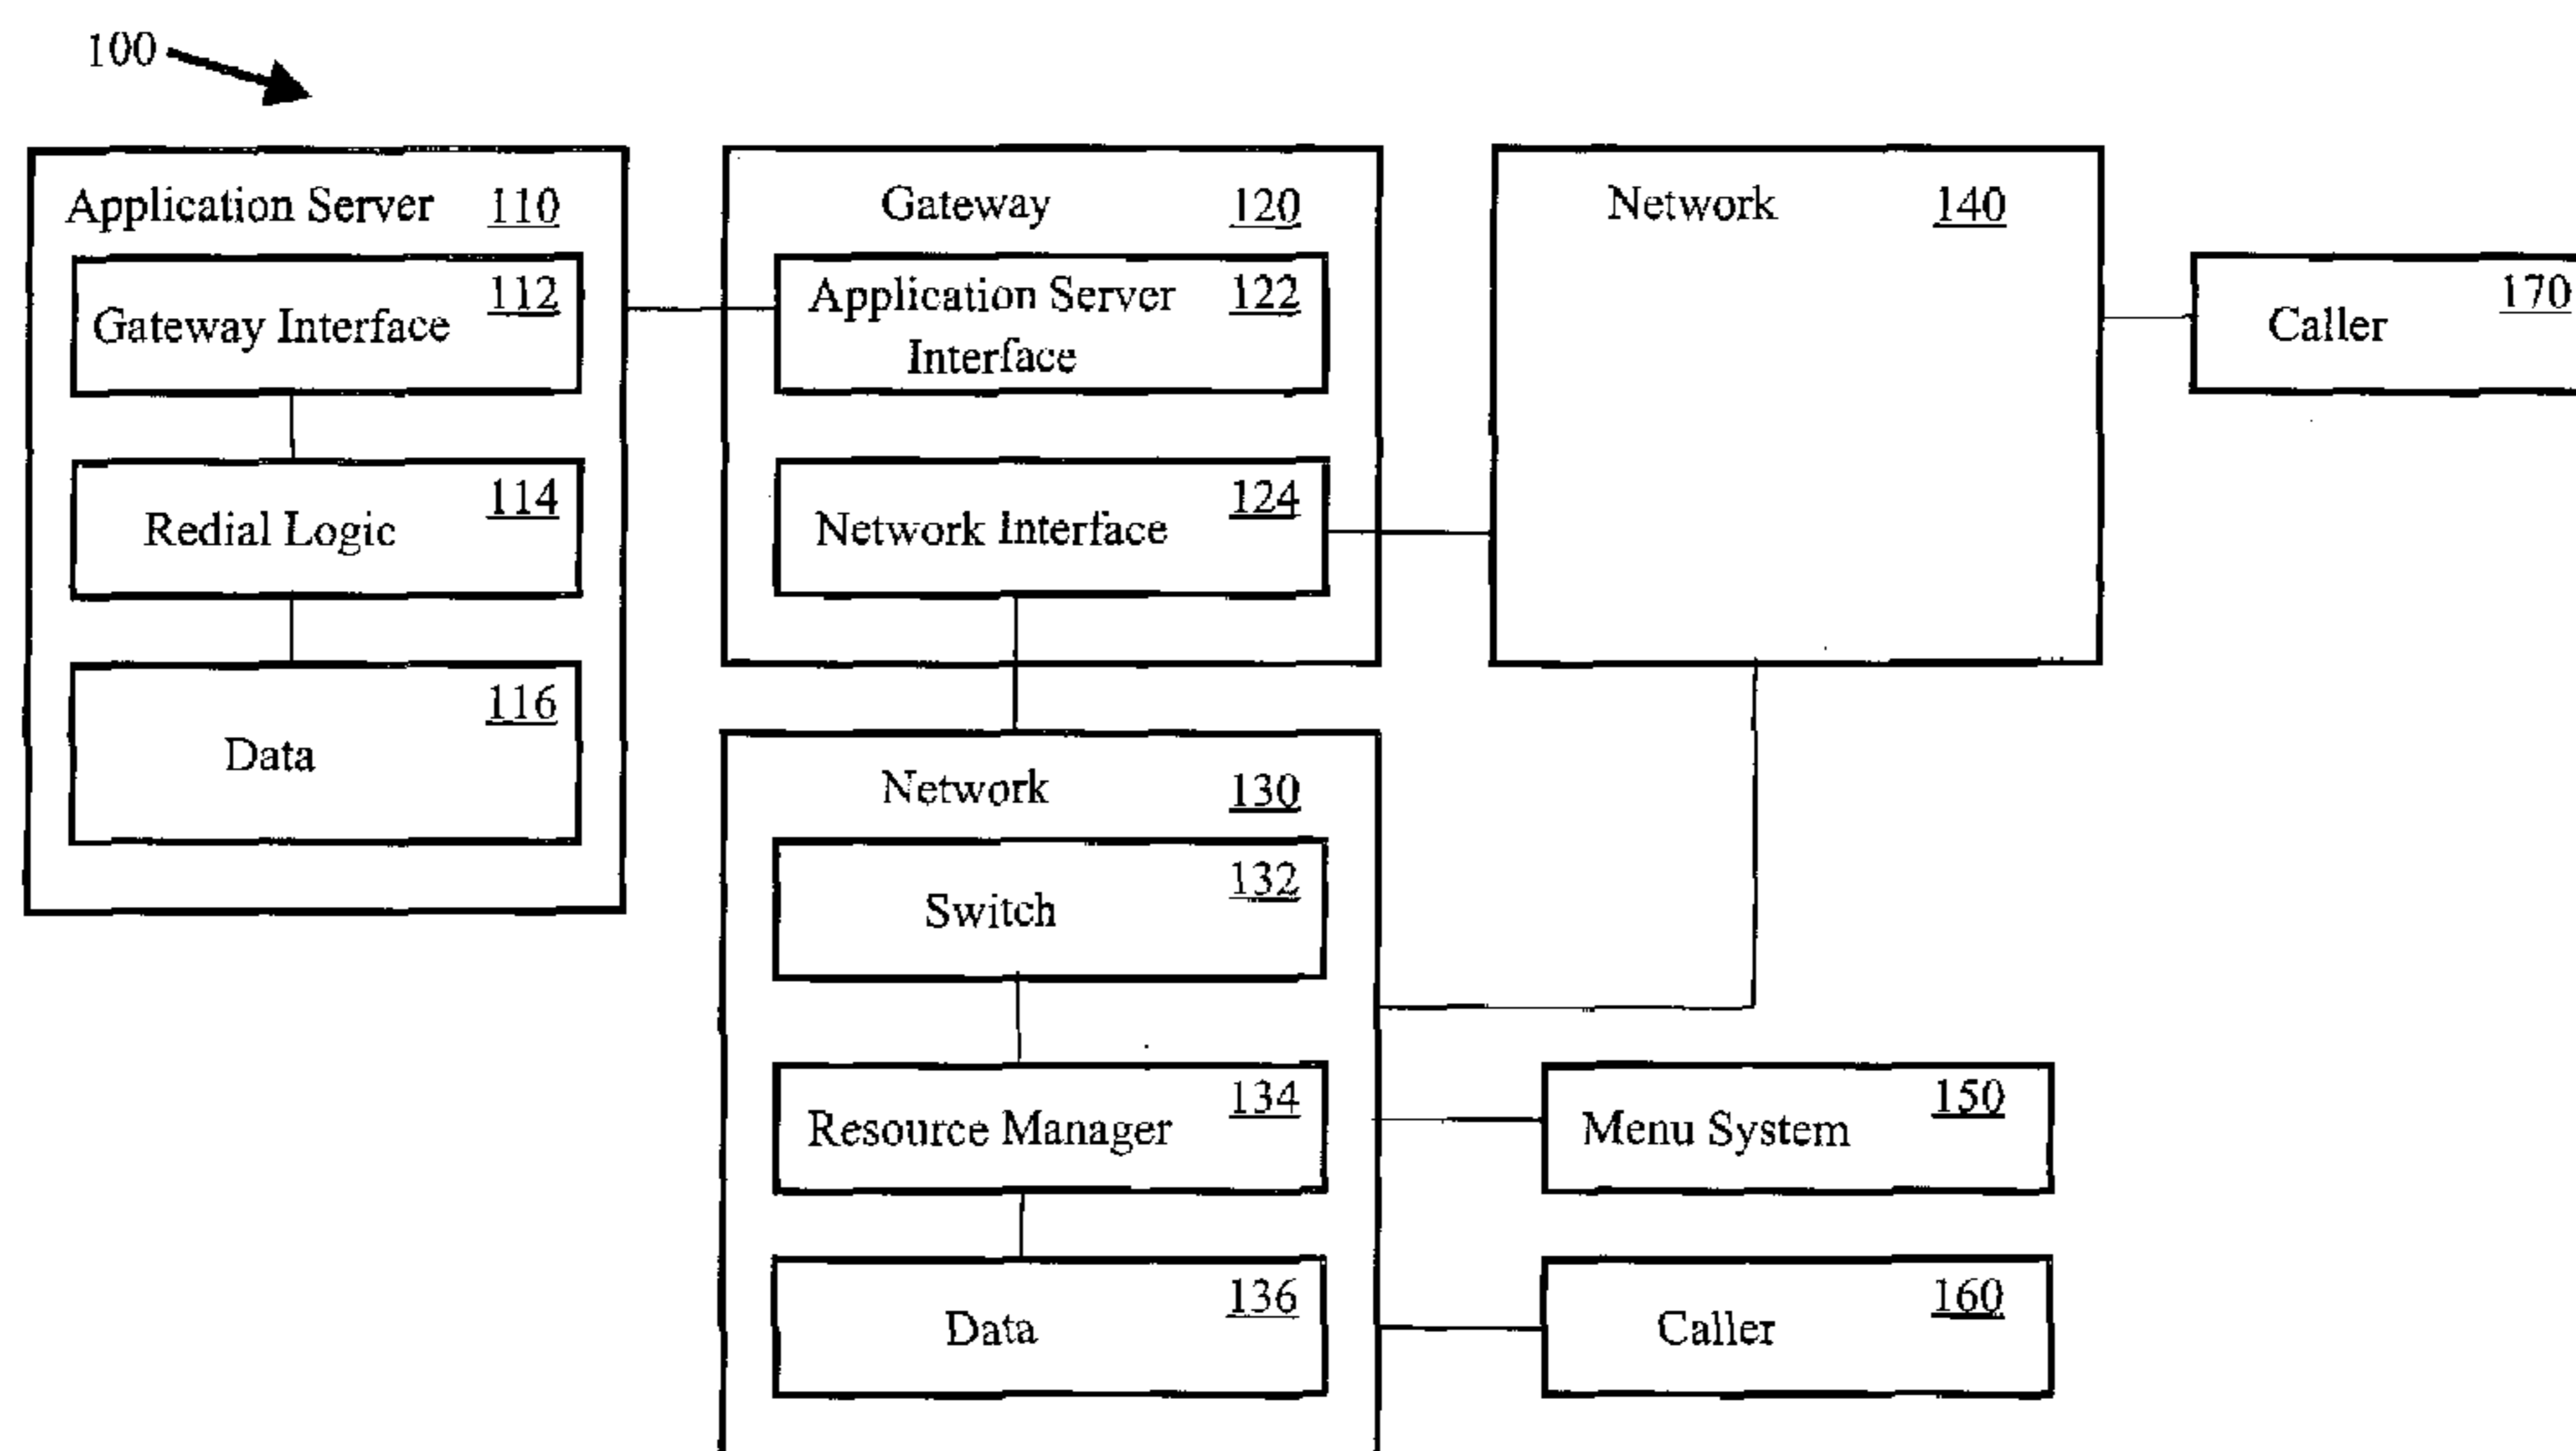 100
Application Server 110
Gateway Interface 112
Redial Logic 114
Data 116
Gateway 120
Application Server 122
Interface
Network Interface 124
Network 140
Caller 170
Network 130
Switch 132
Resource Manager 134
Data 136
Menu System 150
Caller 160